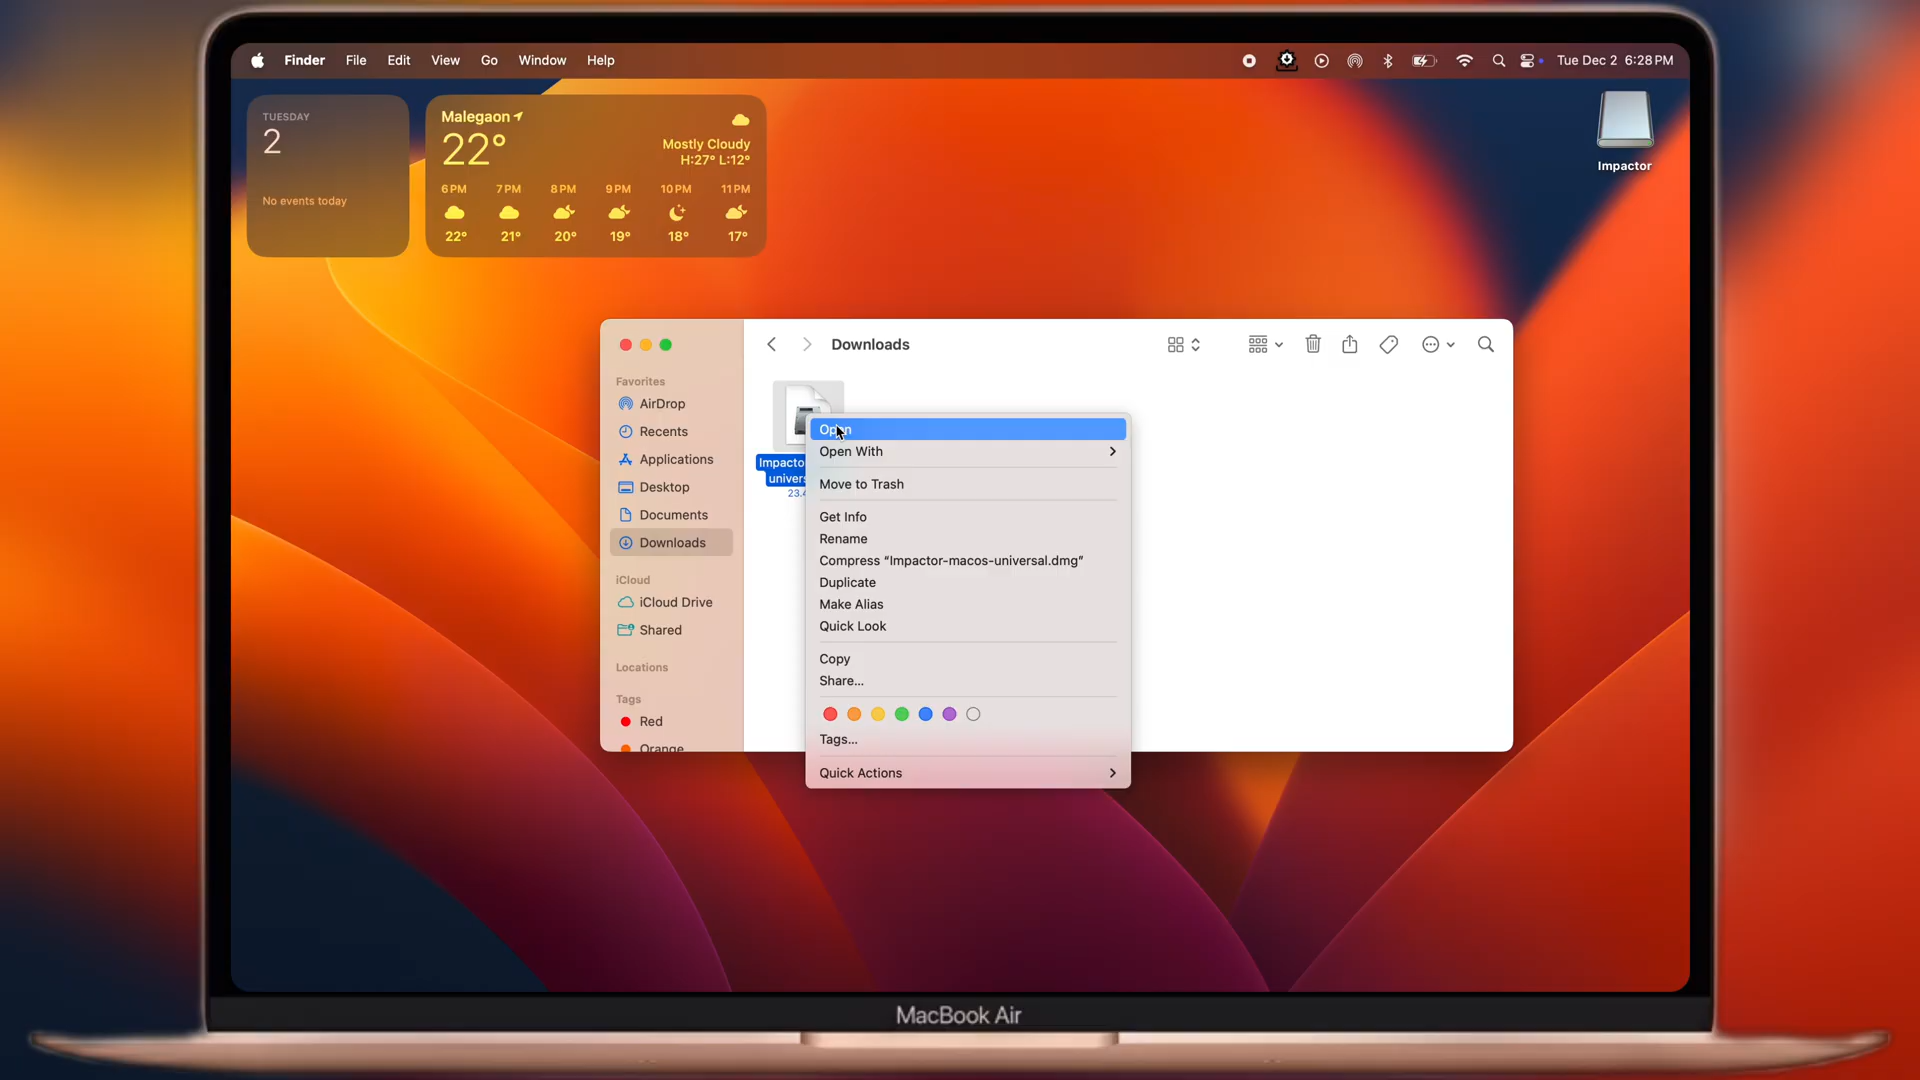 Finder File Edit View Go Window Help
Tue Dec 2 6:28 PM
TUESDAY
2
No events today
Malegaon
22°
Mostly Cloudy
H:27° L:12°
6 PM 7 PM 8 PM 9 PM 10 PM 11 PM
22° 21° 20° 19° 18° 17°
Impactor
Downloads
Favorites
AirDrop
Recents
Applications
Desktop
Documents
Downloads
iCloud
iCloud Drive
Shared
Locations
Tags
Red
Orange
Open
Open With
Move to Trash
Get Info
Rename
Compress “Impactor-macos-universal.dmg”
Duplicate
Make Alias
Quick Look
Copy
Share...
Tags...
Quick Actions
MacBook Air